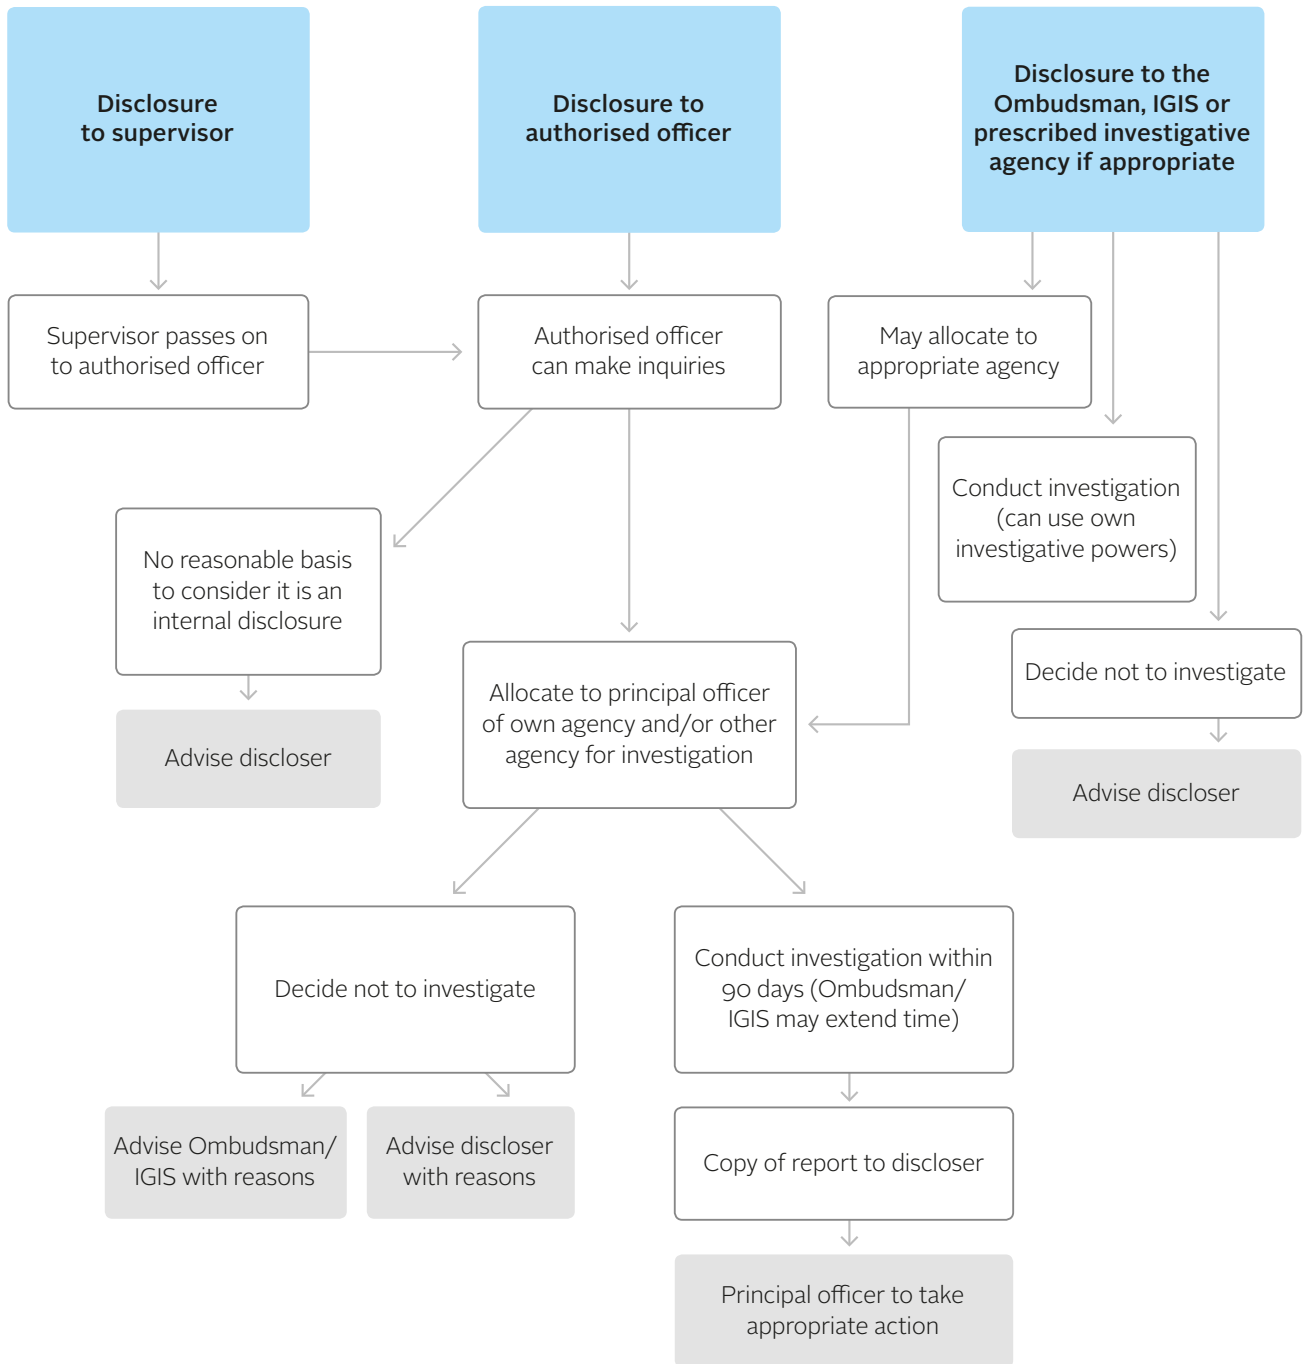 Disclosure
to supervisor
Disclosure to
authorised officer
Disclosure to the
Ombudsman, IGIS or
prescribed investigative
agency if appropriate
Supervisor passes on
to authorised officer
Authorised officer
can make inquiries
May allocate to
appropriate agency
Conduct investigation
(can use own
investigative powers)
No reasonable basis
to consider it is an
internal disclosure
Decide not to investigate
Allocate to principal officer
of own agency and/or other
agency for investigation
Advise discloser
Advise discloser
Decide not to investigate
Conduct investigation within
90 days (Ombudsman/
IGIS may extend time)
Advise Ombudsman/
IGIS with reasons
Advise discloser
with reasons
Copy of report to discloser
Principal officer to take
appropriate action